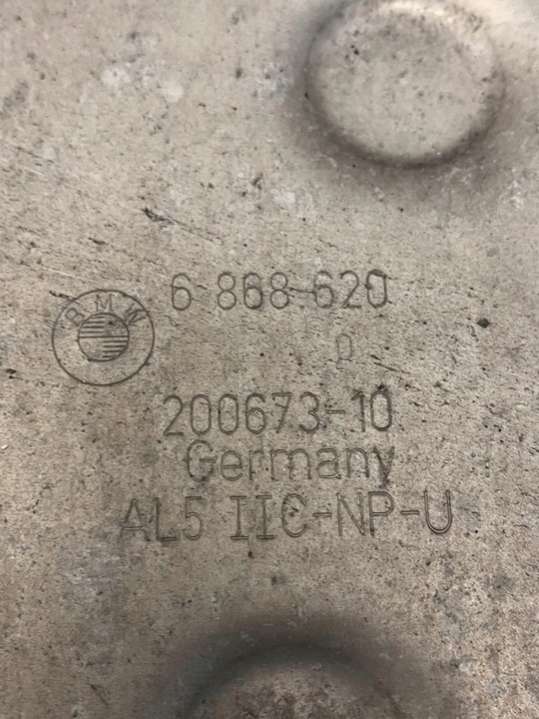 BMW
6 868 620
0
200673-10
Germany
AL5 IIC-NP-U